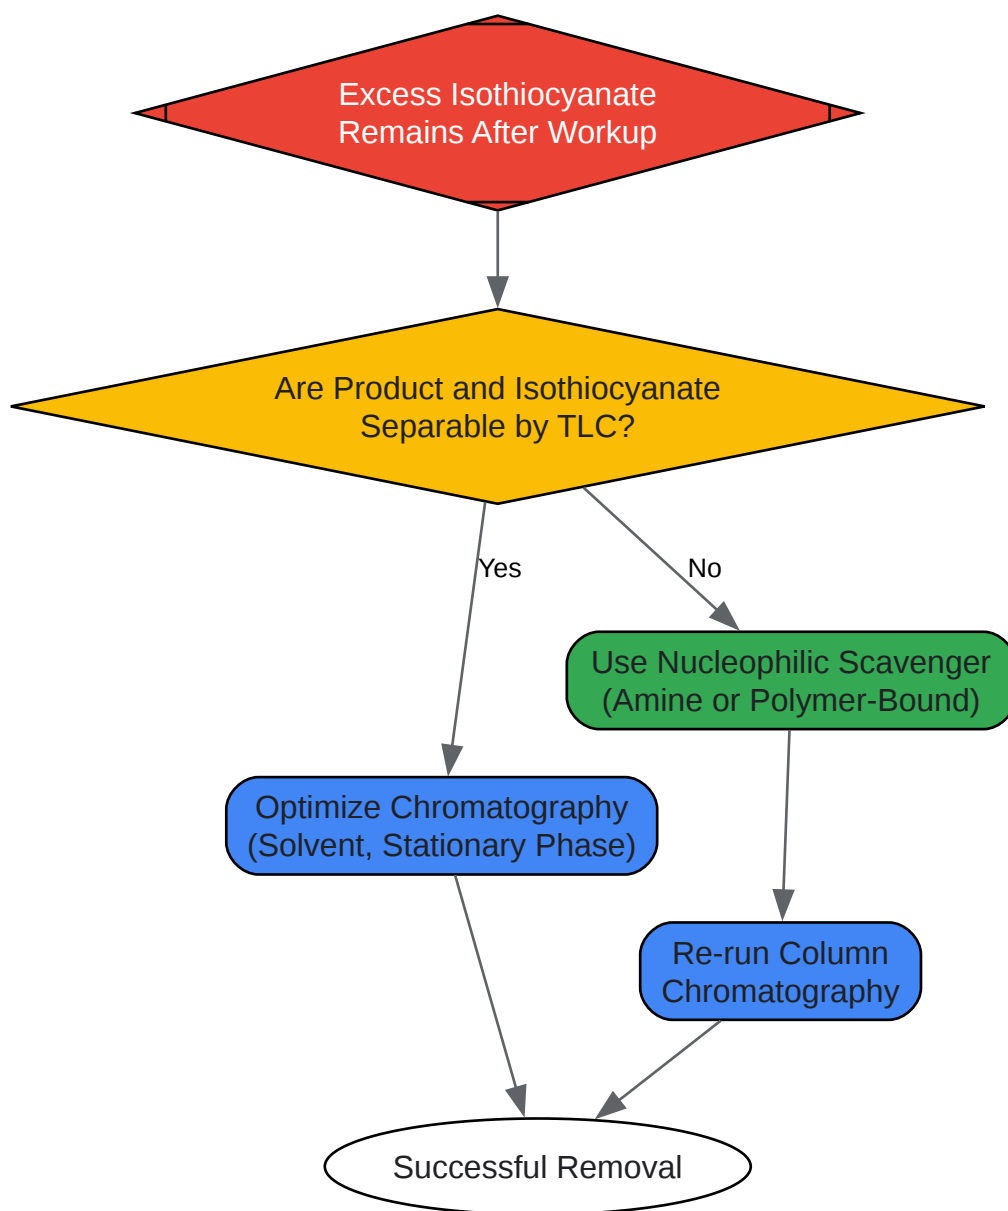 Excess Isothiocyanate
Remains After Workup
Are Product and Isothiocyanate
Separable by TLC?
Yes
No
Use Nucleophilic Scavenger
(Amine or Polymer-Bound)
Optimize Chromatography
(Solvent, Stationary Phase)
Re-run Column
Chromatography
Successful Removal